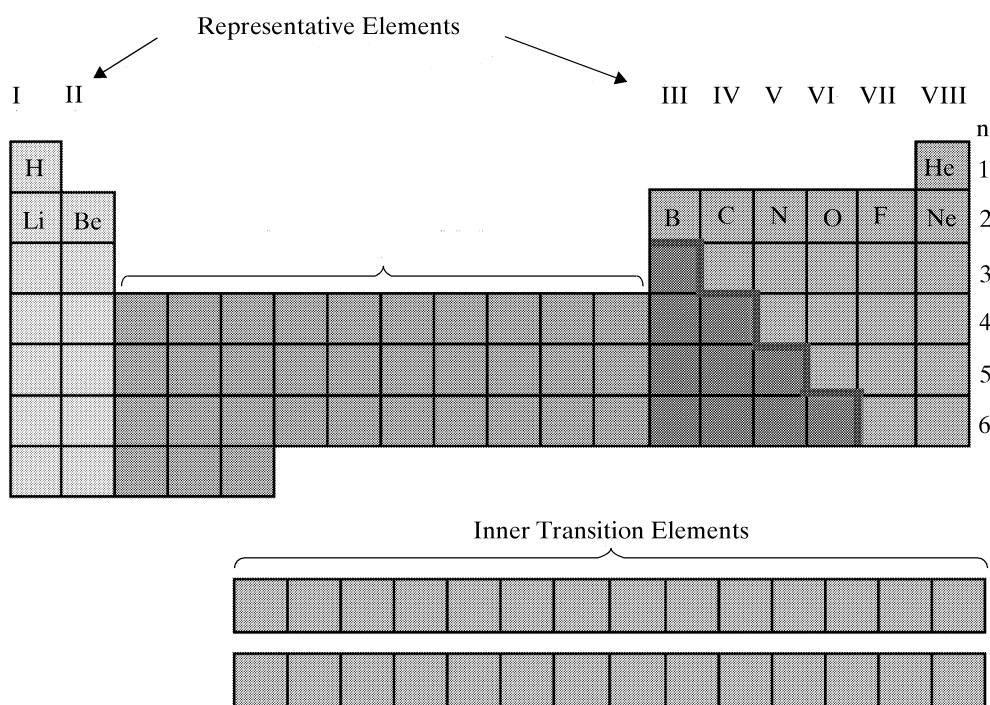 Representative Elements
I II III IV V VI VII VIII
n
H He 1
Li Be B C N O F Ne 2
3
4
5
6
Inner Transition Elements